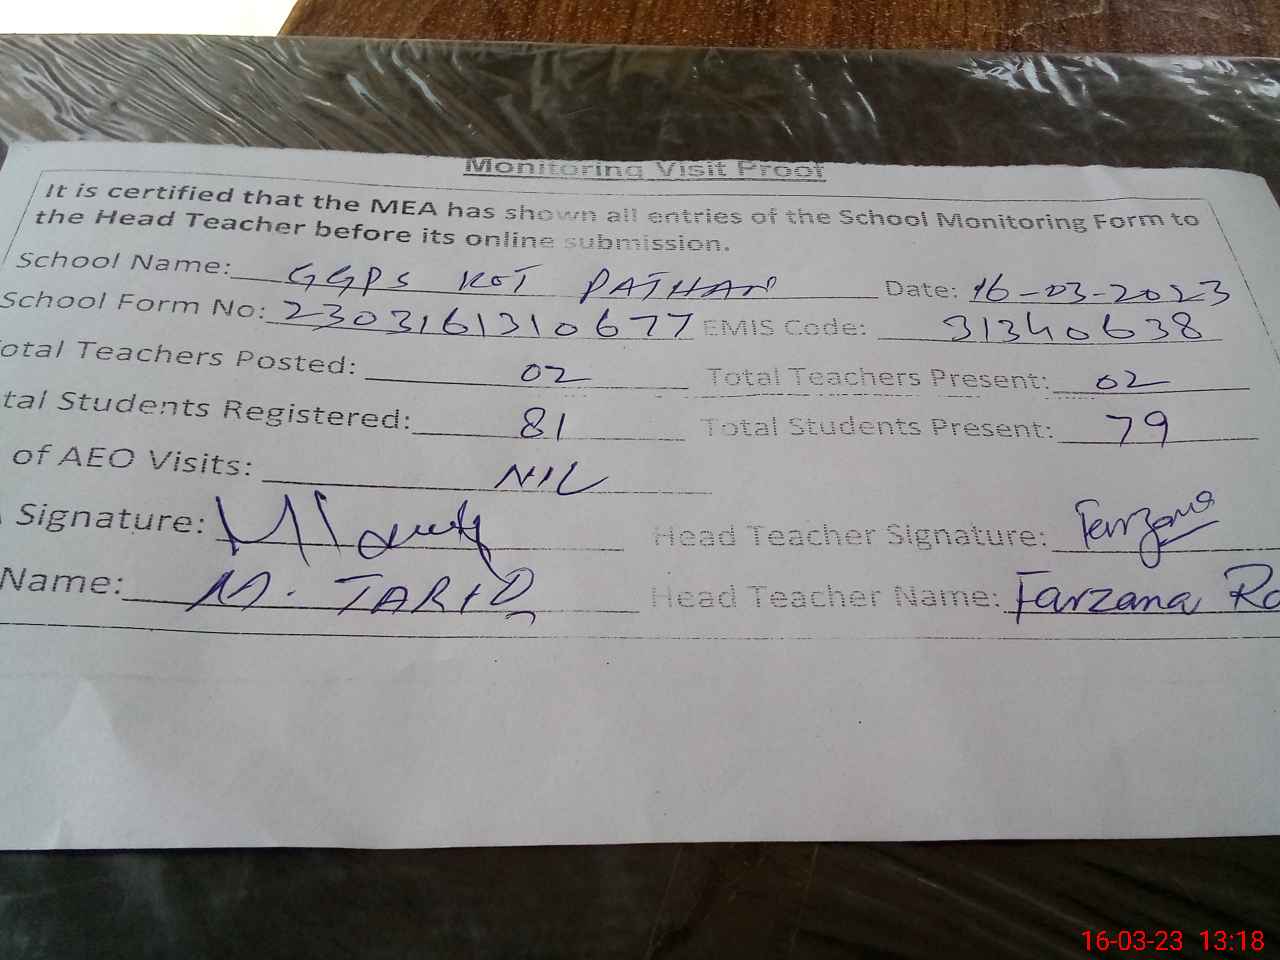 Monitoring Visit Proof
It is certified that the MEA has shown all entries of the School Monitoring Form to
the Head Teacher before its online submission.
School Name: GGPS KOT PATHAN Date: 16-03-2023
School Form No: 2303161310677 EMIS Code: 31340638
otal Teachers Posted: 02 Total Teachers Present: 02
tal Students Registered: 81 Total Students Present: 79
of AEO Visits: NIL
Signature: Head Teacher Signature: Farzana
Name: M. TARIQ Head Teacher Name: Farzana Ra
16-03-23 13:18